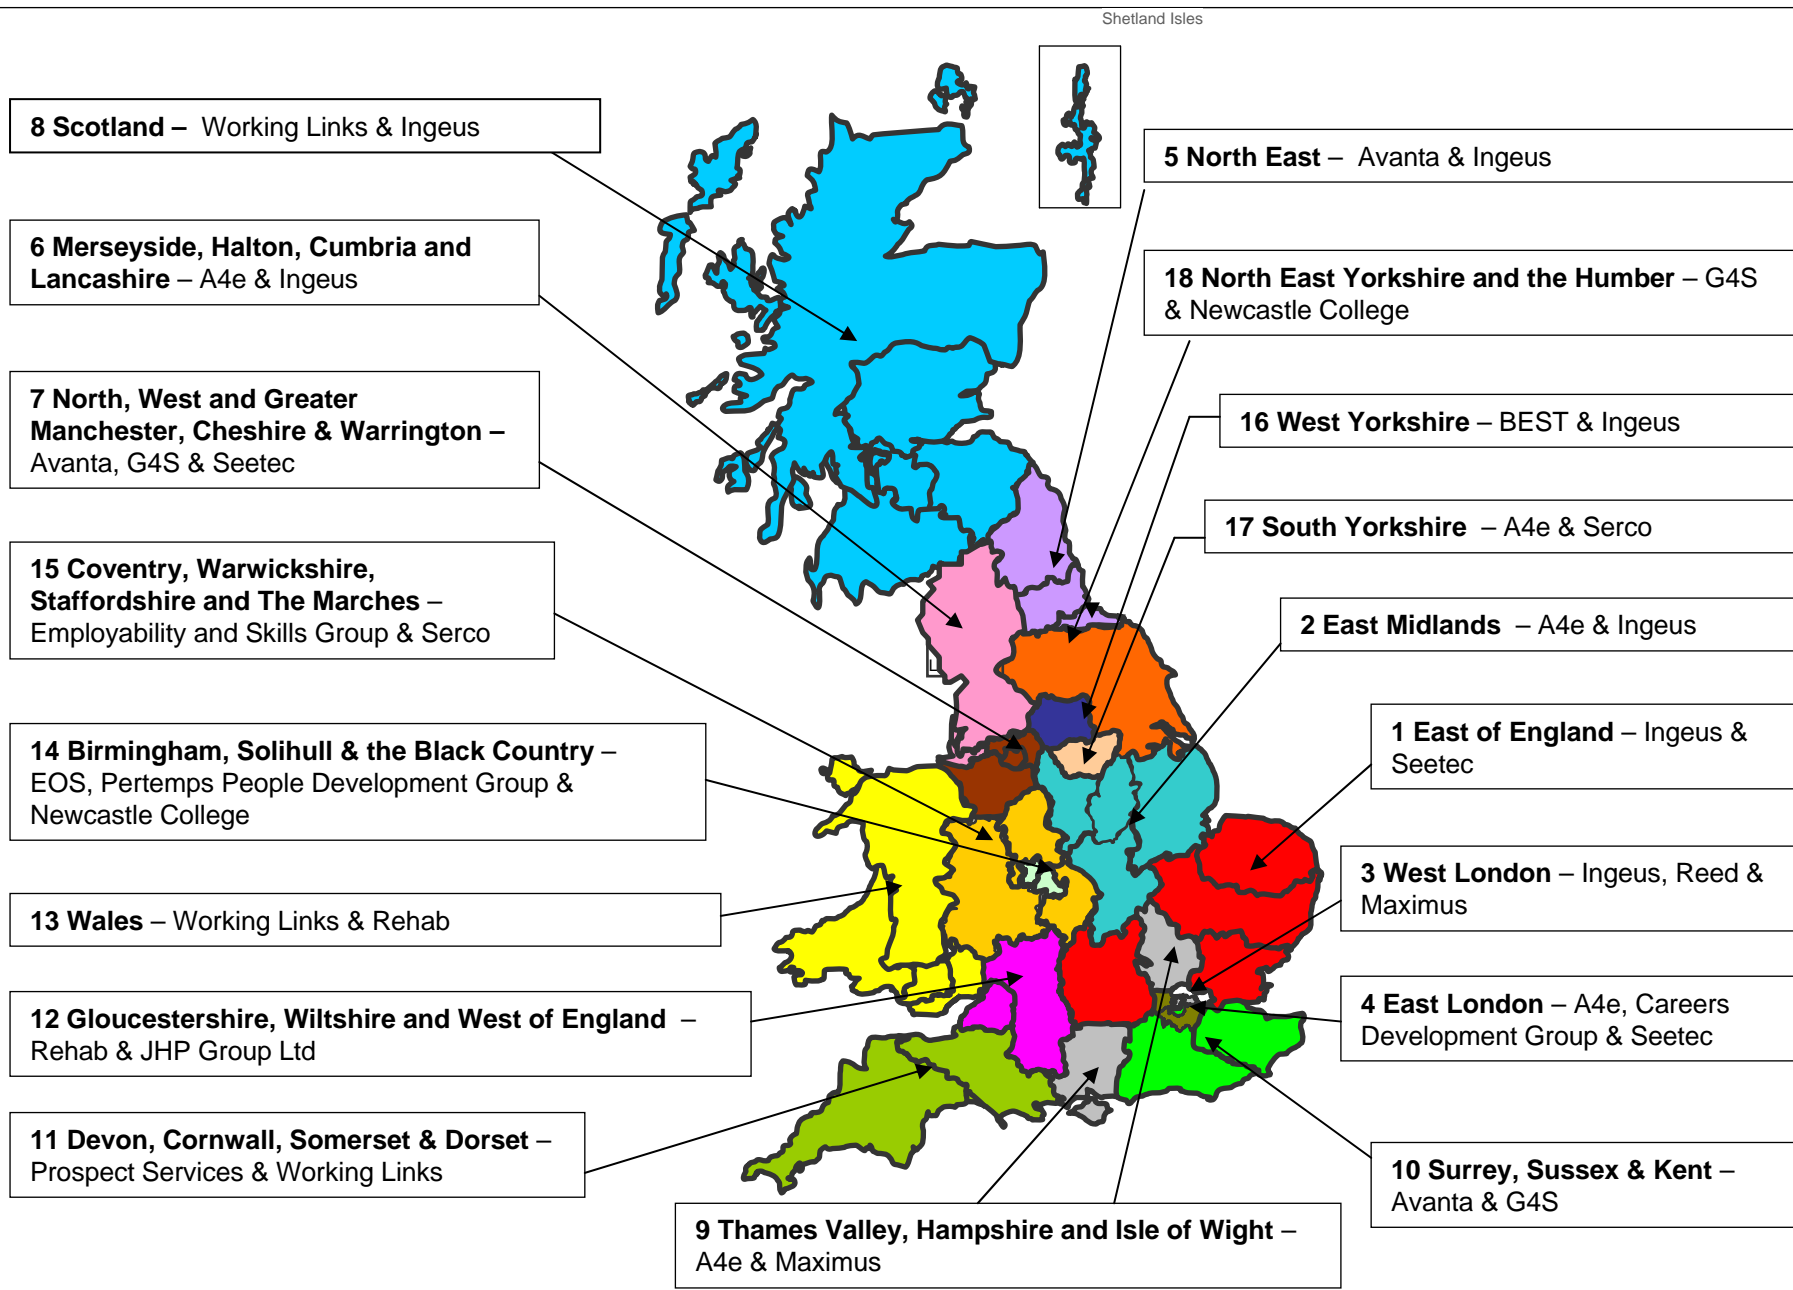 Shetland Isles
8 Scotland – Working Links & Ingeus
6 Merseyside, Halton, Cumbria and
Lancashire – A4e & Ingeus
7 North, West and Greater
Manchester, Cheshire & Warrington –
Avanta, G4S & Seetec
15 Coventry, Warwickshire,
Staffordshire and The Marches –
Employability and Skills Group & Serco
14 Birmingham, Solihull & the Black Country –
EOS, Pertemps People Development Group &
Newcastle College
13 Wales – Working Links & Rehab
12 Gloucestershire, Wiltshire and West of England –
Rehab & JHP Group Ltd
11 Devon, Cornwall, Somerset & Dorset –
Prospect Services & Working Links
9 Thames Valley, Hampshire and Isle of Wight –
A4e & Maximus
5 North East – Avanta & Ingeus
18 North East Yorkshire and the Humber – G4S
& Newcastle College
16 West Yorkshire – BEST & Ingeus
17 South Yorkshire – A4e & Serco
2 East Midlands – A4e & Ingeus
1 East of England – Ingeus &
Seetec
3 West London – Ingeus, Reed &
Maximus
4 East London – A4e, Careers
Development Group & Seetec
10 Surrey, Sussex & Kent –
Avanta & G4S